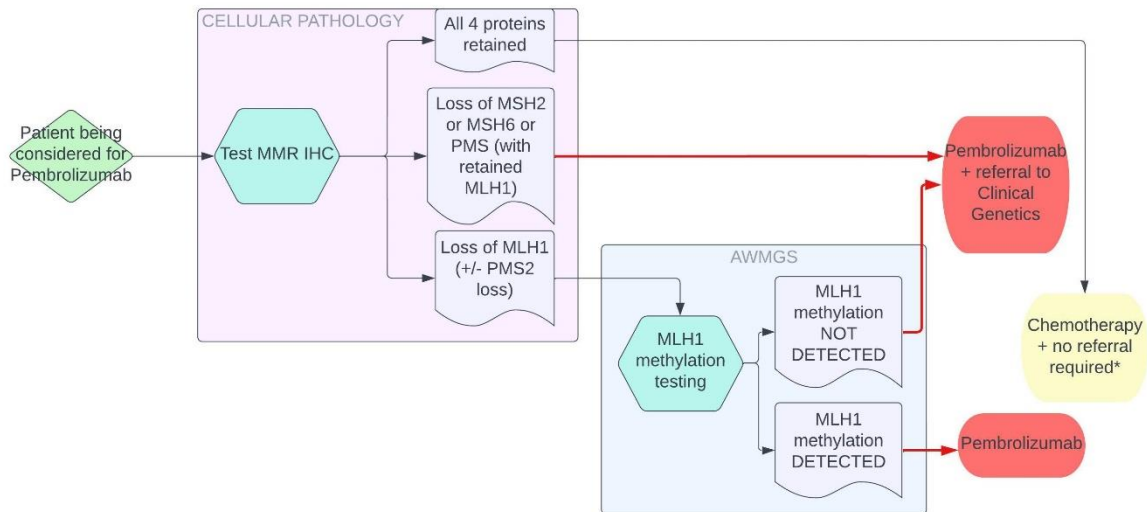 CELLULAR PATHOLOGY
All 4 proteins
retained
Patient being
considered for
Pembrolizumab
Test MMR IHC
Loss of MSH2
or MSH6 or
PMS (with
retained
MLH1)
Pembrolizumab
+ referral to
Clinical
Genetics
Loss of MLH1
(+/- PMS2
loss)
AWMGS
MLH1
methylation
testing
MLH1
methylation
NOT
DETECTED
Chemotherapy
+ no referral
required*
MLH1
methylation
DETECTED
Pembrolizumab